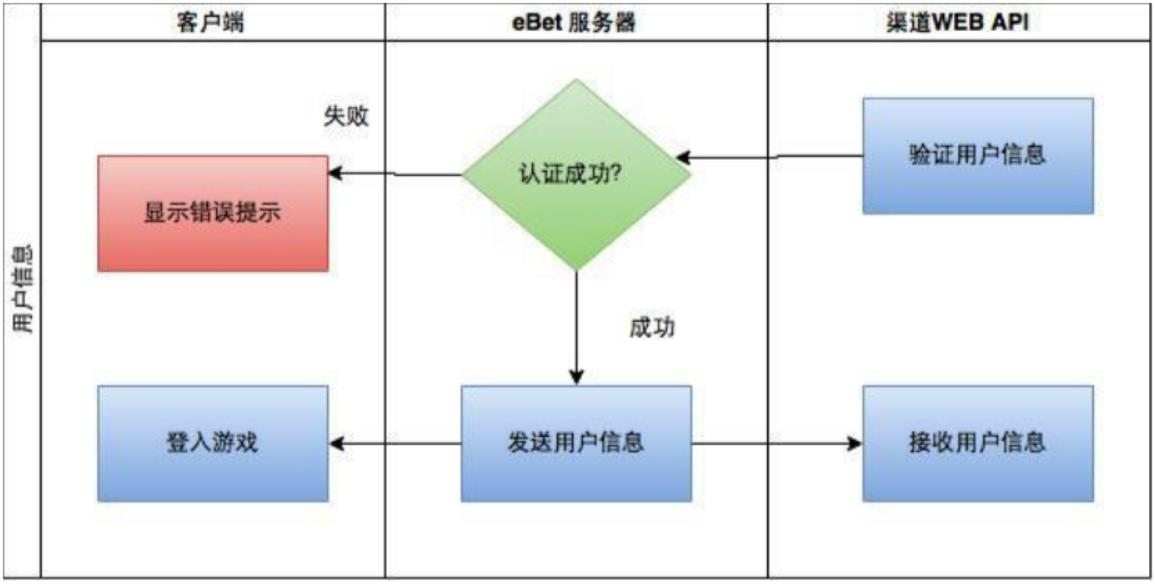 客户端
eBet 服务器
渠道WEB API
用户信息
失败
认证成功?
验证用户信息
显示错误提示
成功
登入游戏
发送用户信息
接收用户信息